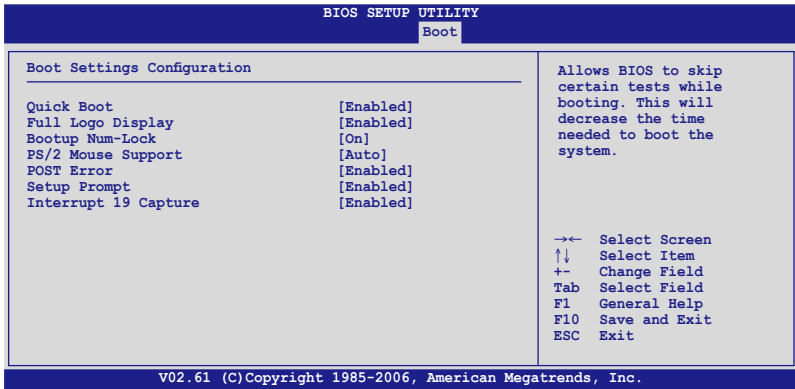 BIOS SETUP UTILITY
Boot
Boot Settings Configuration
Quick Boot [Enabled]
Full Logo Display [Enabled]
Bootup Num-Lock [On]
PS/2 Mouse Support [Auto]
POST Error [Enabled]
Setup Prompt [Enabled]
Interrupt 19 Capture [Enabled]
Allows BIOS to skip
certain tests while
booting. This will
decrease the time
needed to boot the
system.
→← Select Screen
↑↓ Select Item
+- Change Field
Tab Select Field
F1 General Help
F10 Save and Exit
ESC Exit
V02.61 (C)Copyright 1985-2006, American Megatrends, Inc.